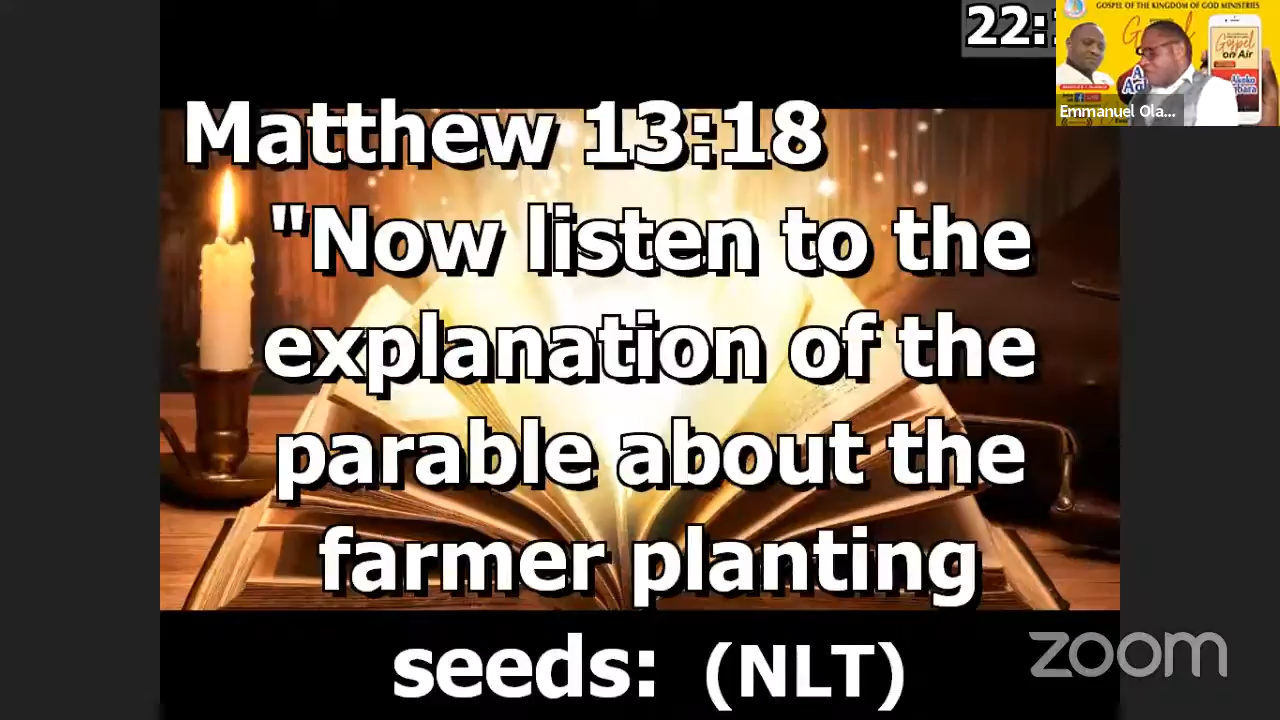 22:
GOSPEL OF THE KINGDOM OF GOD MINISTRIES
Gospel
on Air
Emmanuel Ola...
Matthew 13:18
"Now listen to the
explanation of the
parable about the
farmer planting
seeds: (NLT)
zoom